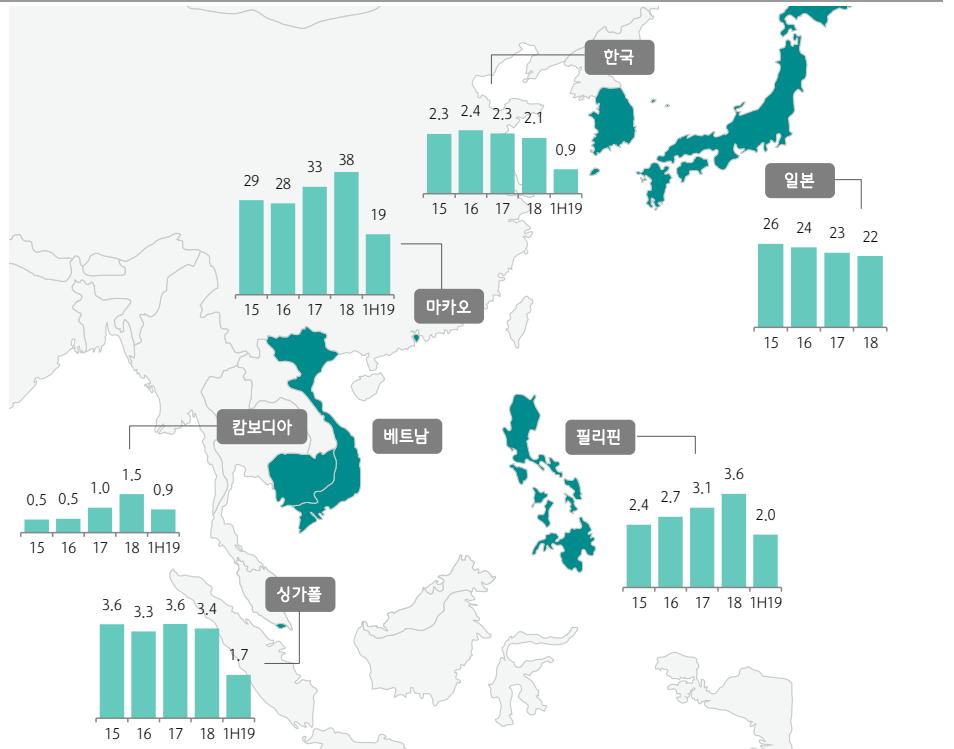 한국
2.3 2.4 2.3 2.1 0.9
15 16 17 18 1H19
일본
26 24 23 22
15 16 17 18
29 28 33 38 19
15 16 17 18 1H19
마카오
캄보디아
0.5 0.5 1.0 1.5 0.9
15 16 17 18 1H19
베트남
필리핀
2.4 2.7 3.1 3.6 2.0
15 16 17 18 1H19
싱가폴
3.6 3.3 3.6 3.4 1.7
15 16 17 18 1H19